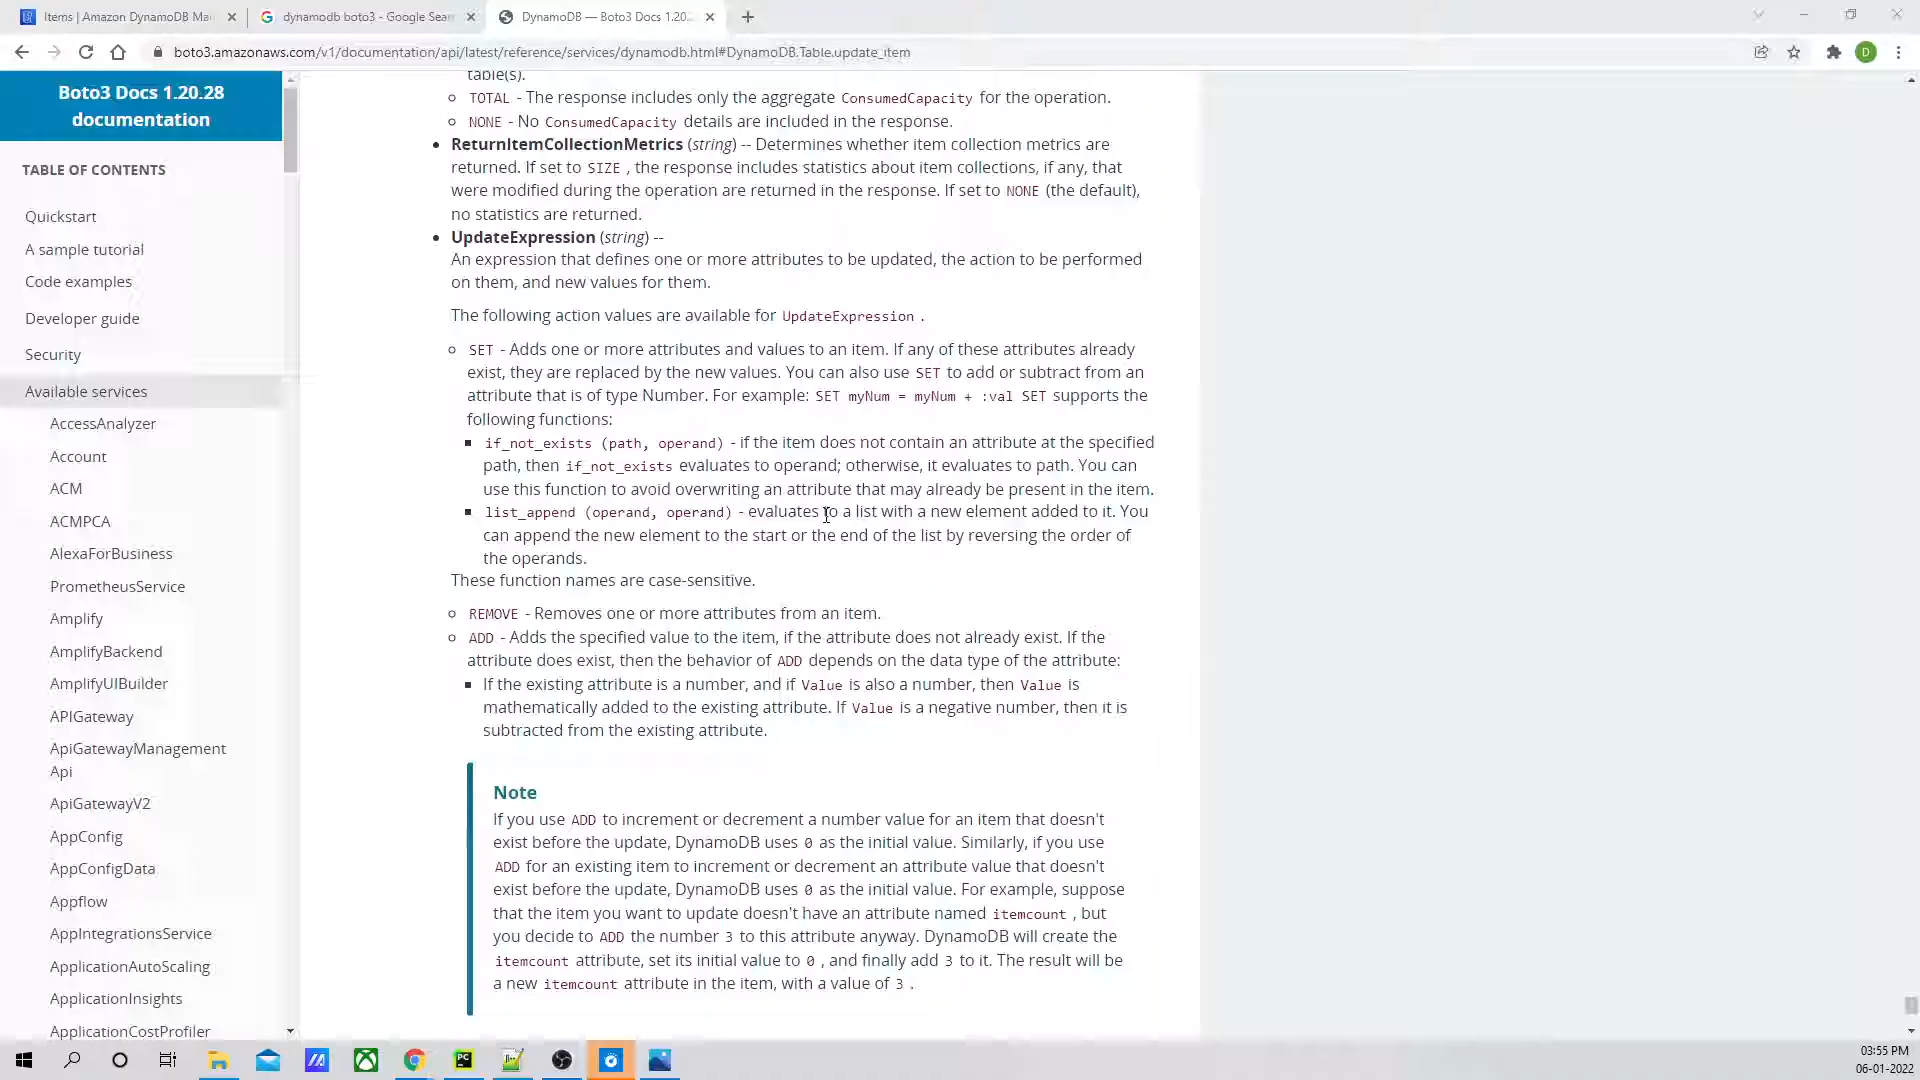 Items | Amazon DynamoDB Ma
dynamodb boto3 - Google Sear
DynamoDB — Boto3 Docs 1.20.
boto3.amazonaws.com/v1/documentation/api/latest/reference/services/dynamodb.html#DynamoDB.Table.update_item
D
Boto3 Docs 1.20.28
documentation
TABLE OF CONTENTS
Quickstart
A sample tutorial
Code examples
Developer guide
Security
Available services
AccessAnalyzer
Account
ACM
ACMPCA
AlexaForBusiness
PrometheusService
Amplify
AmplifyBackend
AmplifyUIBuilder
APIGateway
ApiGatewayManagement
Api
ApiGatewayV2
AppConfig
AppConfigData
Appflow
AppIntegrationsService
ApplicationAutoScaling
ApplicationInsights
ApplicationCostProfiler
table(s).
TOTAL - The response includes only the aggregate ConsumedCapacity for the operation.
NONE - No ConsumedCapacity details are included in the response.
ReturnItemCollectionMetrics (string) -- Determines whether item collection metrics are
returned. If set to SIZE , the response includes statistics about item collections, if any, that
were modified during the operation are returned in the response. If set to NONE (the default),
no statistics are returned.
UpdateExpression (string) --
An expression that defines one or more attributes to be updated, the action to be performed
on them, and new values for them.
The following action values are available for UpdateExpression .
SET - Adds one or more attributes and values to an item. If any of these attributes already
exist, they are replaced by the new values. You can also use SET to add or subtract from an
attribute that is of type Number. For example: SET myNum = myNum + :val SET supports the
following functions:
if_not_exists (path, operand) - if the item does not contain an attribute at the specified
path, then if_not_exists evaluates to operand; otherwise, it evaluates to path. You can
use this function to avoid overwriting an attribute that may already be present in the item.
list_append (operand, operand) - evaluates to a list with a new element added to it. You
can append the new element to the start or the end of the list by reversing the order of
the operands.
These function names are case-sensitive.
REMOVE - Removes one or more attributes from an item.
ADD - Adds the specified value to the item, if the attribute does not already exist. If the
attribute does exist, then the behavior of ADD depends on the data type of the attribute:
If the existing attribute is a number, and if Value is also a number, then Value is
mathematically added to the existing attribute. If Value is a negative number, then it is
subtracted from the existing attribute.
Note
If you use ADD to increment or decrement a number value for an item that doesn't
exist before the update, DynamoDB uses 0 as the initial value. Similarly, if you use
ADD for an existing item to increment or decrement an attribute value that doesn't
exist before the update, DynamoDB uses 0 as the initial value. For example, suppose
that the item you want to update doesn't have an attribute named itemcount , but
you decide to ADD the number 3 to this attribute anyway. DynamoDB will create the
itemcount attribute, set its initial value to 0 , and finally add 3 to it. The result will be
a new itemcount attribute in the item, with a value of 3 .
PC
03:55 PM
06-01-2022